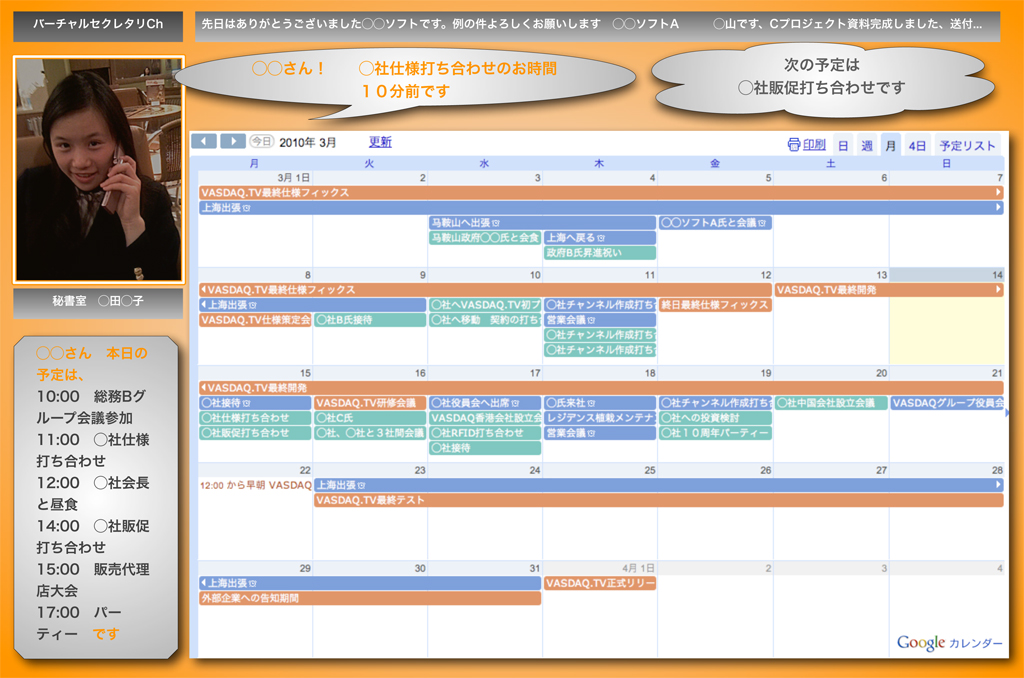 バーチャルセクレタリCh
先日はありがとうございました◯◯ソフトです。例の件よろしくお願いします　◯◯ソフトA　　◯山です、Cプロジェクト資料完成しました、送付...
◯◯さん！　◯社仕様打ち合わせのお時間
１０分前です
次の予定は
◯社販促打ち合わせです
秘書室　◯田◯子
◯◯さん　本日の
予定は、
10:00　総務Bグ
ループ会議参加
11:00　◯社仕様
打ち合わせ
12:00　◯社会長
と昼食
14:00　◯社販促
打ち合わせ
15:00　販売代理
店大会
17:00　パー
ティー　です
今日 2010年 3月 更新 印刷 日 週 月 4日 予定リスト
月 火 水 木 金 土 日
3月 1日 2 3 4 5 6 7
VASDAQ.TV最終仕様フィックス
上海出張
馬鞍山へ出張 ◯◯ソフトA氏と会議
馬鞍山政府◯◯氏と会食 上海へ戻る
政府B氏昇進祝い
8 9 10 11 12 13 14
VASDAQ.TV最終仕様フィックス VASDAQ.TV最終開発
上海出張 ◯社へVASDAQ.TV初プ ◯社チャンネル作成打ち 終日最終仕様フィックス
VASDAQ.TV仕様策定会 ◯社B氏接待 ◯社へ移動　契約の打ち 営業会議
◯社チャンネル作成打ち
◯社チャンネル作成打ち
15 16 17 18 19 20 21
VASDAQ.TV最終開発
◯社接待 VASDAQ.TV研修会議 ◯社役員会へ出席 ◯氏来社 ◯社チャンネル作成打ち ◯社中国会社設立会議 VASDAQグループ役員会
◯社仕様打ち合わせ ◯社C氏 VASDAQ香港会社設立会 レジデンス植栽メンテナ ◯社への投資検討
◯社販促打ち合わせ ◯社、◯社と３社間会議 ◯社RFID打ち合わせ 営業会議 ◯社１０周年パーティー
◯社接待
22 23 24 25 26 27 28
12:00 から早朝 VASDAQ 上海出張
VASDAQ.TV最終テスト
29 30 31 4月 1日 2 3 4
上海出張 VASDAQ.TV正式リリー
外部企業への告知期間
Google カレンダー